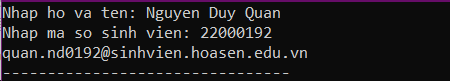 Nhap ho va ten: Nguyen Duy Quan
Nhap ma so sinh vien: 22000192
quan.nd0192@sinhvien.hoasen.edu.vn
--------------------------------